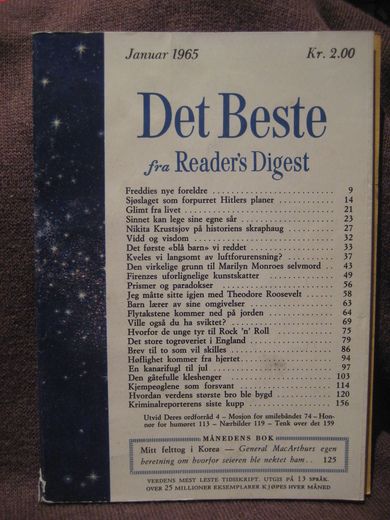 Januar 1965 Kr. 2.00
Det Beste
fra Reader's Digest
Freddies nye foreldre 9
Sjøslaget som forpurret Hitlers planer 14
Glimt fra livet 21
Sinnet kan lege sine egne sår 23
Nikita Krustsjov på historiens skraphaug 27
Vidd og visdom 32
Det første «blå barn» vi reddet 33
Kveles vi langsomt av luftforurensning? 37
Den virkelige grunn til Marilyn Monroes selvmord 43
Firenzes uforlignelige kunstskatter 49
Prismer og paradokser 56
Jeg måtte sitte igjen med Theodore Roosevelt 58
Barn lærer av sine omgivelser 63
Flytakstene kommer ned på jorden 64
Ville også du ha sviktet? 69
Hvorfor de unge tyr til Rock 'n' Roll 75
Det store togrøveriet i England 79
Brev til to som vil skilles 86
Høflighet kommer fra hjertet 94
En kanarifugl til jul 97
Den gåtefulle kleshenger 103
Kjempeøglene som forsvant 114
Hvordan verdens største bro ble bygd 120
Kriminalreporterens siste kupp 156
Utvid Deres ordforråd 4 – Mosjon for smilebåndet 74 – Hon-
nør for humøret 113 – Nærbilder 119 – Tenk over det 159
MÅNEDENS BOK
Mitt felttog i Korea — General MacArthurs egen
beretning om hvorfor seieren ble nektet ham .. 125
VERDENS MEST LESTE TIDSSKRIFT. UTGIS PÅ 13 SPRÅK.
OVER 25 MILLIONER EKSEMPLARER KJØPES HVER MÅNED